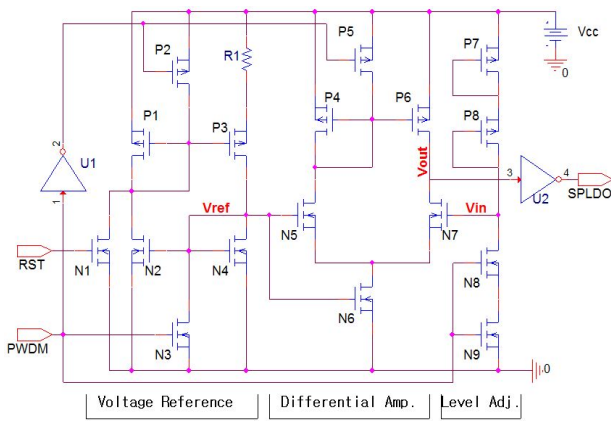 P2
P5
P7
Vcc
R1
0
P1
P3
P4
P6
P8
2
U1
Vout
3
4
U2
SPLDO
1
Vref
Vin
N5
N7
RST
N1
N2
N4
N8
N6
PWDM
N3
N9
0
Voltage Reference
Differential Amp.
Level Adj.